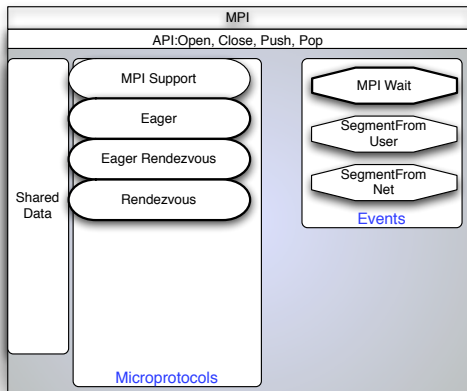 MPI
API:Open, Close, Push, Pop
Shared
Data
MPI Support
Eager
Eager Rendezvous
Rendezvous
Microprotocols
MPI Wait
SegmentFrom
User
SegmentFrom
Net
Events